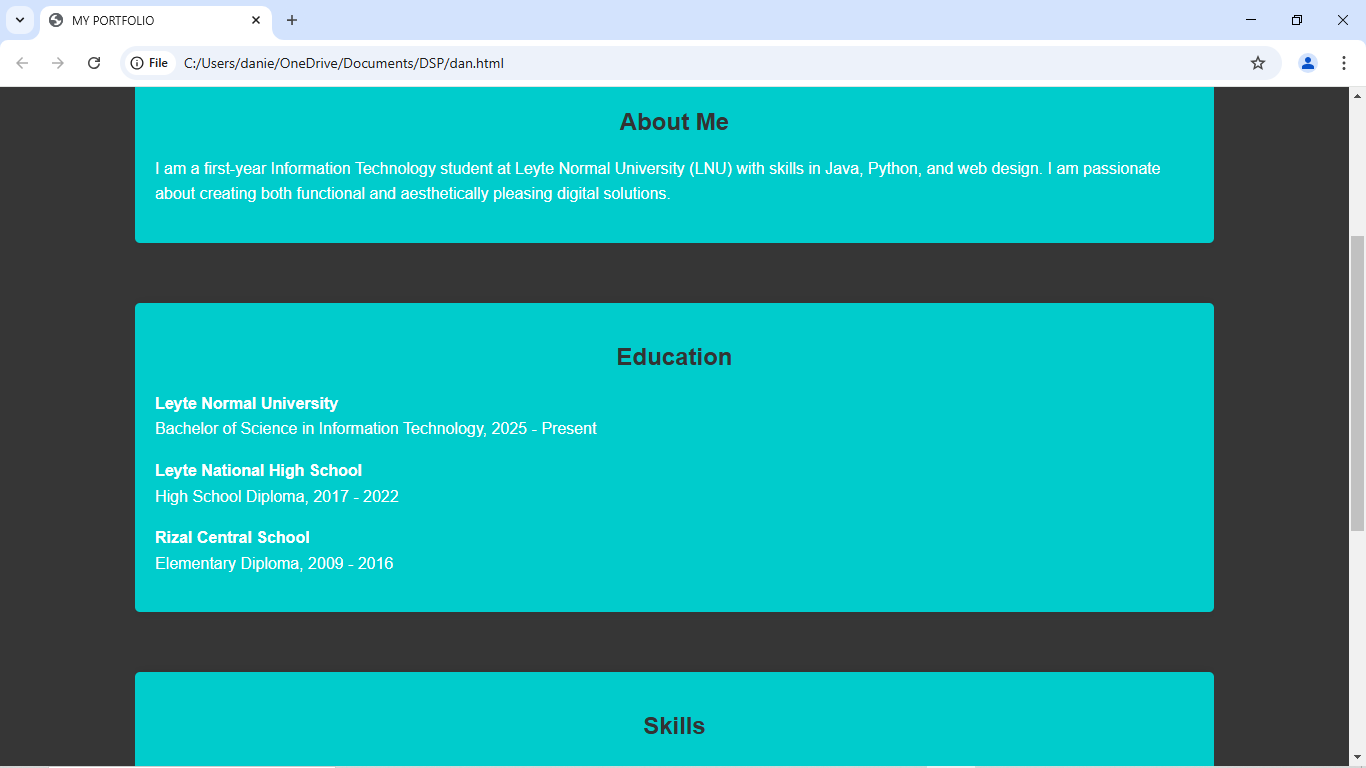 MY PORTFOLIO
File
C:/Users/danie/OneDrive/Documents/DSP/dan.html
About Me
I am a first-year Information Technology student at Leyte Normal University (LNU) with skills in Java, Python, and web design. I am passionate
about creating both functional and aesthetically pleasing digital solutions.
Education
Leyte Normal University
Bachelor of Science in Information Technology, 2025 - Present
Leyte National High School
High School Diploma, 2017 - 2022
Rizal Central School
Elementary Diploma, 2009 - 2016
Skills